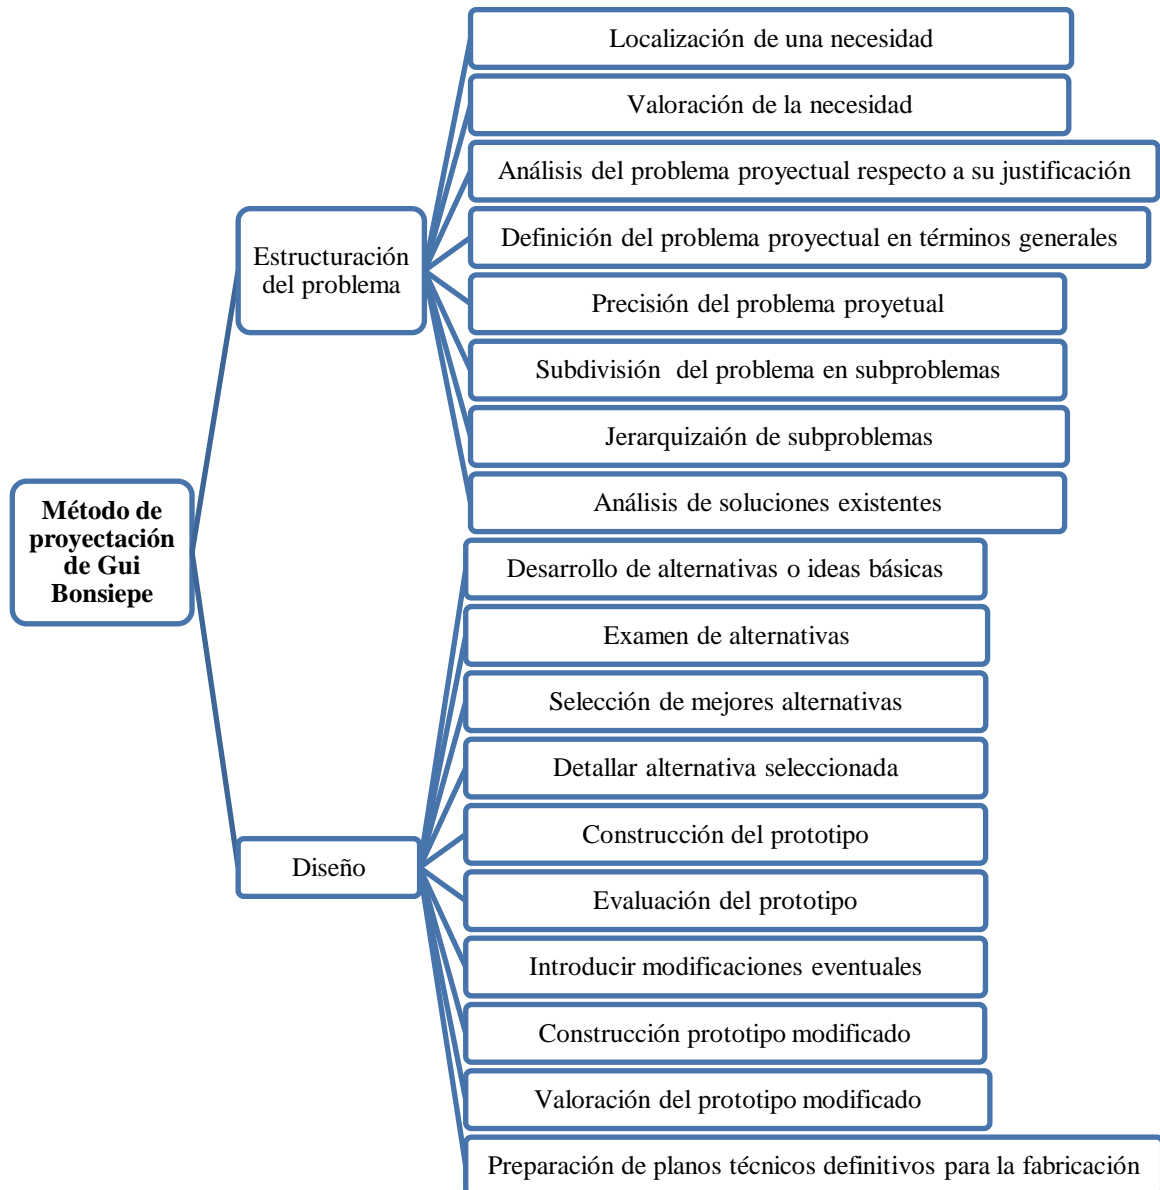 Método de
proyectación
de Gui
Bonsiepe
Estructuración
del problema
Localización de una necesidad
Valoración de la necesidad
Análisis del problema proyectual respecto a su justificación
Definición del problema proyectual en términos generales
Precisión del problema proyetual
Subdivisión del problema en subproblemas
Jerarquizaión de subproblemas
Análisis de soluciones existentes
Diseño
Desarrollo de alternativas o ideas básicas
Examen de alternativas
Selección de mejores alternativas
Detallar alternativa seleccionada
Construcción del prototipo
Evaluación del prototipo
Introducir modificaciones eventuales
Construcción prototipo modificado
Valoración del prototipo modificado
Preparación de planos técnicos definitivos para la fabricación